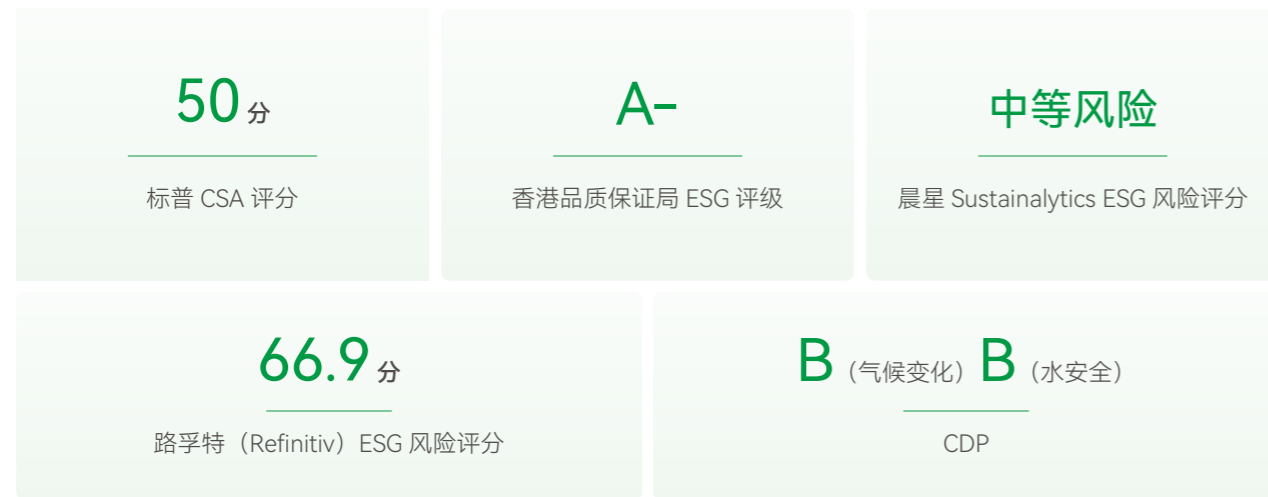 50 分
标普 CSA 评分
A-
香港品质保证局 ESG 评级
中等风险
晨星 Sustainalytics ESG 风险评分
66.9 分
路孚特（Refinitiv）ESG 风险评分
B（气候变化）B（水安全）
CDP